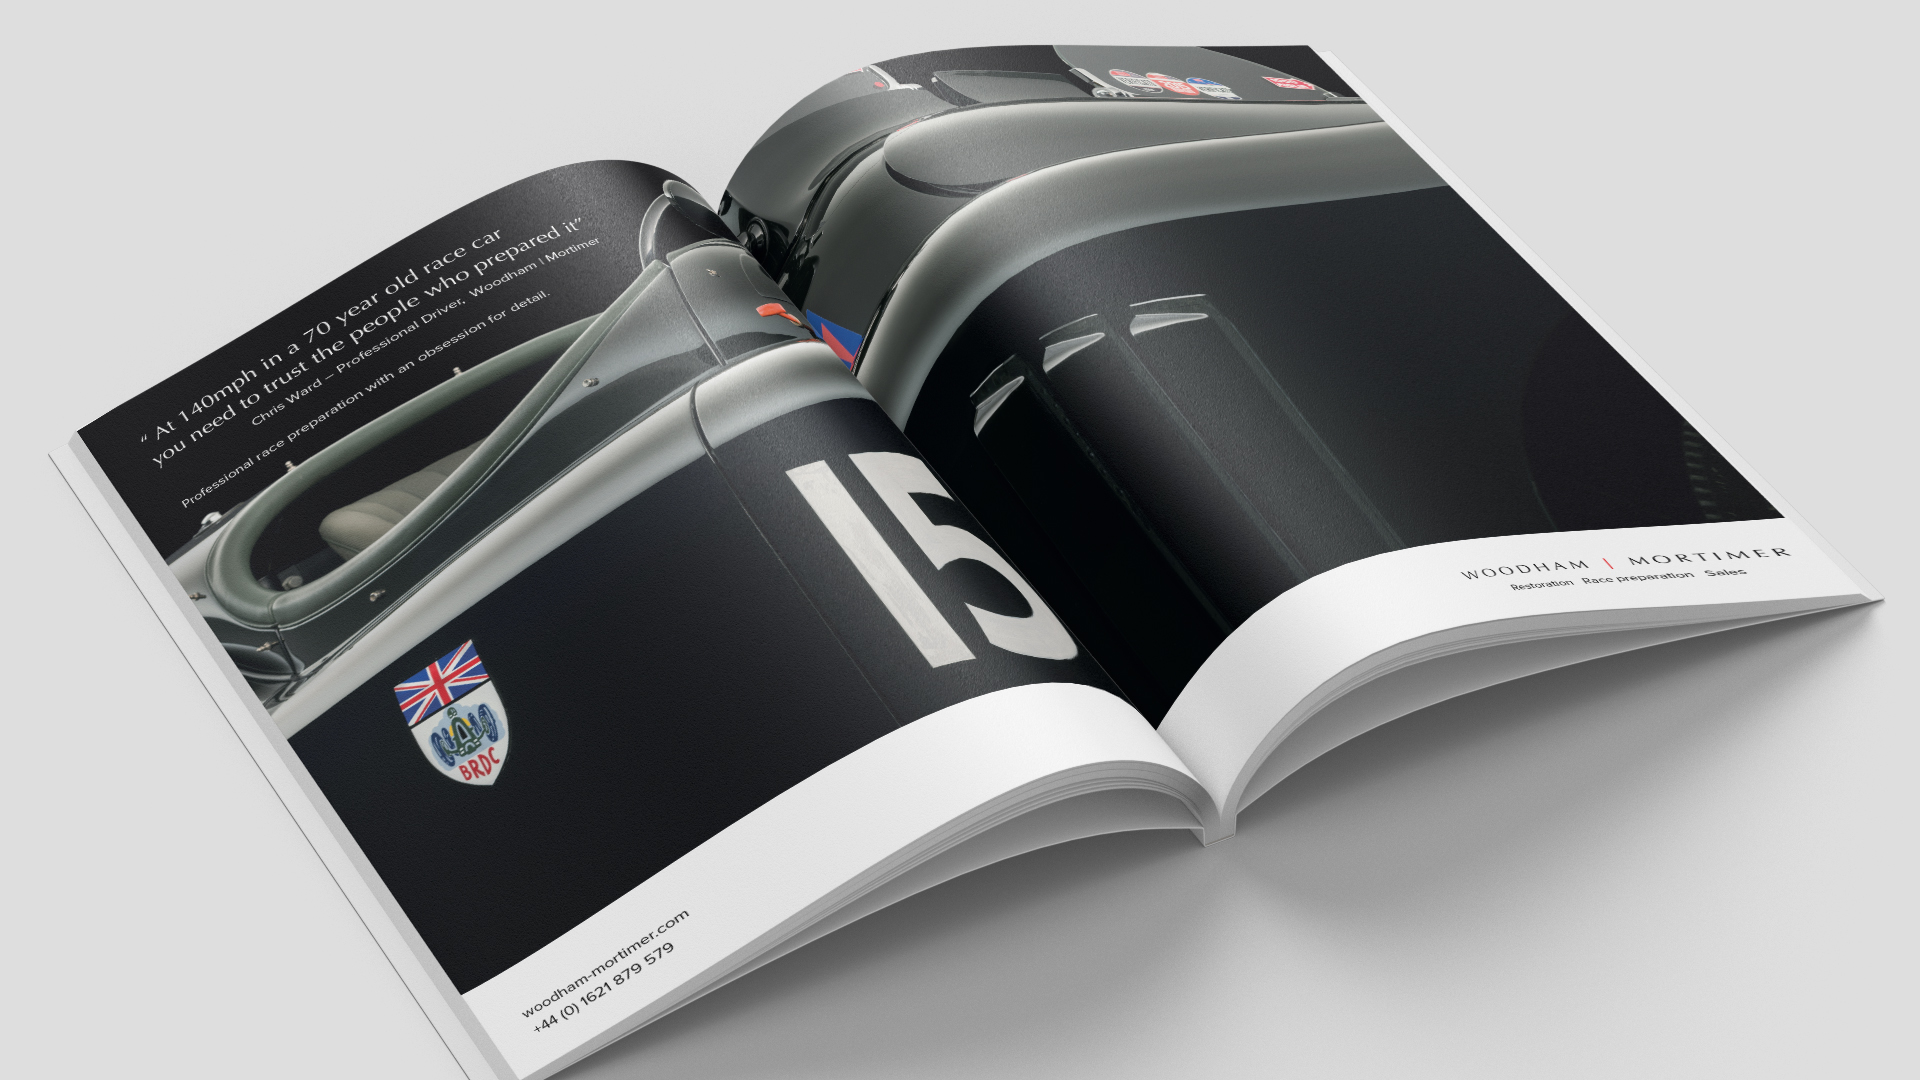 “ At 140mph in a 70 year old race car
you need to trust the people who prepared it”
Chris Ward – Professional Driver, Woodham | Mortimer
Professional race preparation with an obsession for detail.
15
BRDC
woodham-mortimer.com
+44 (0) 1621 879 579
WOODHAM | MORTIMER
Restoration Race preparation Sales